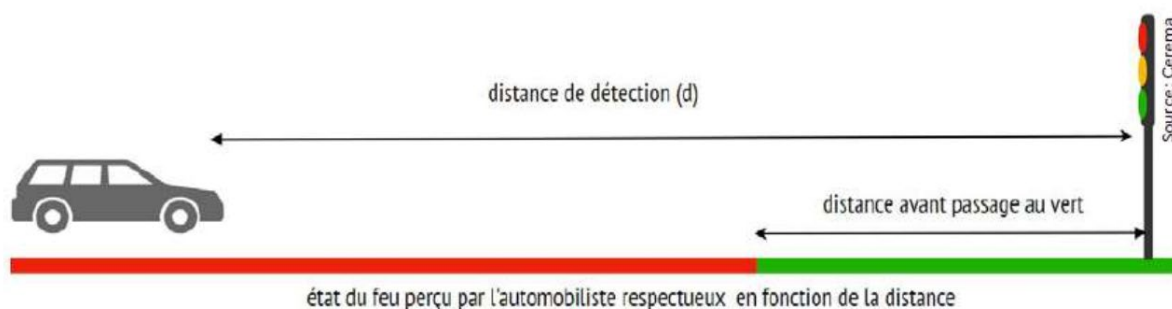 distance de détection (d)
Source: Cerema
distance avant passage au vert
état du feu perçu par l'automobiliste respectueux en fonction de la distance